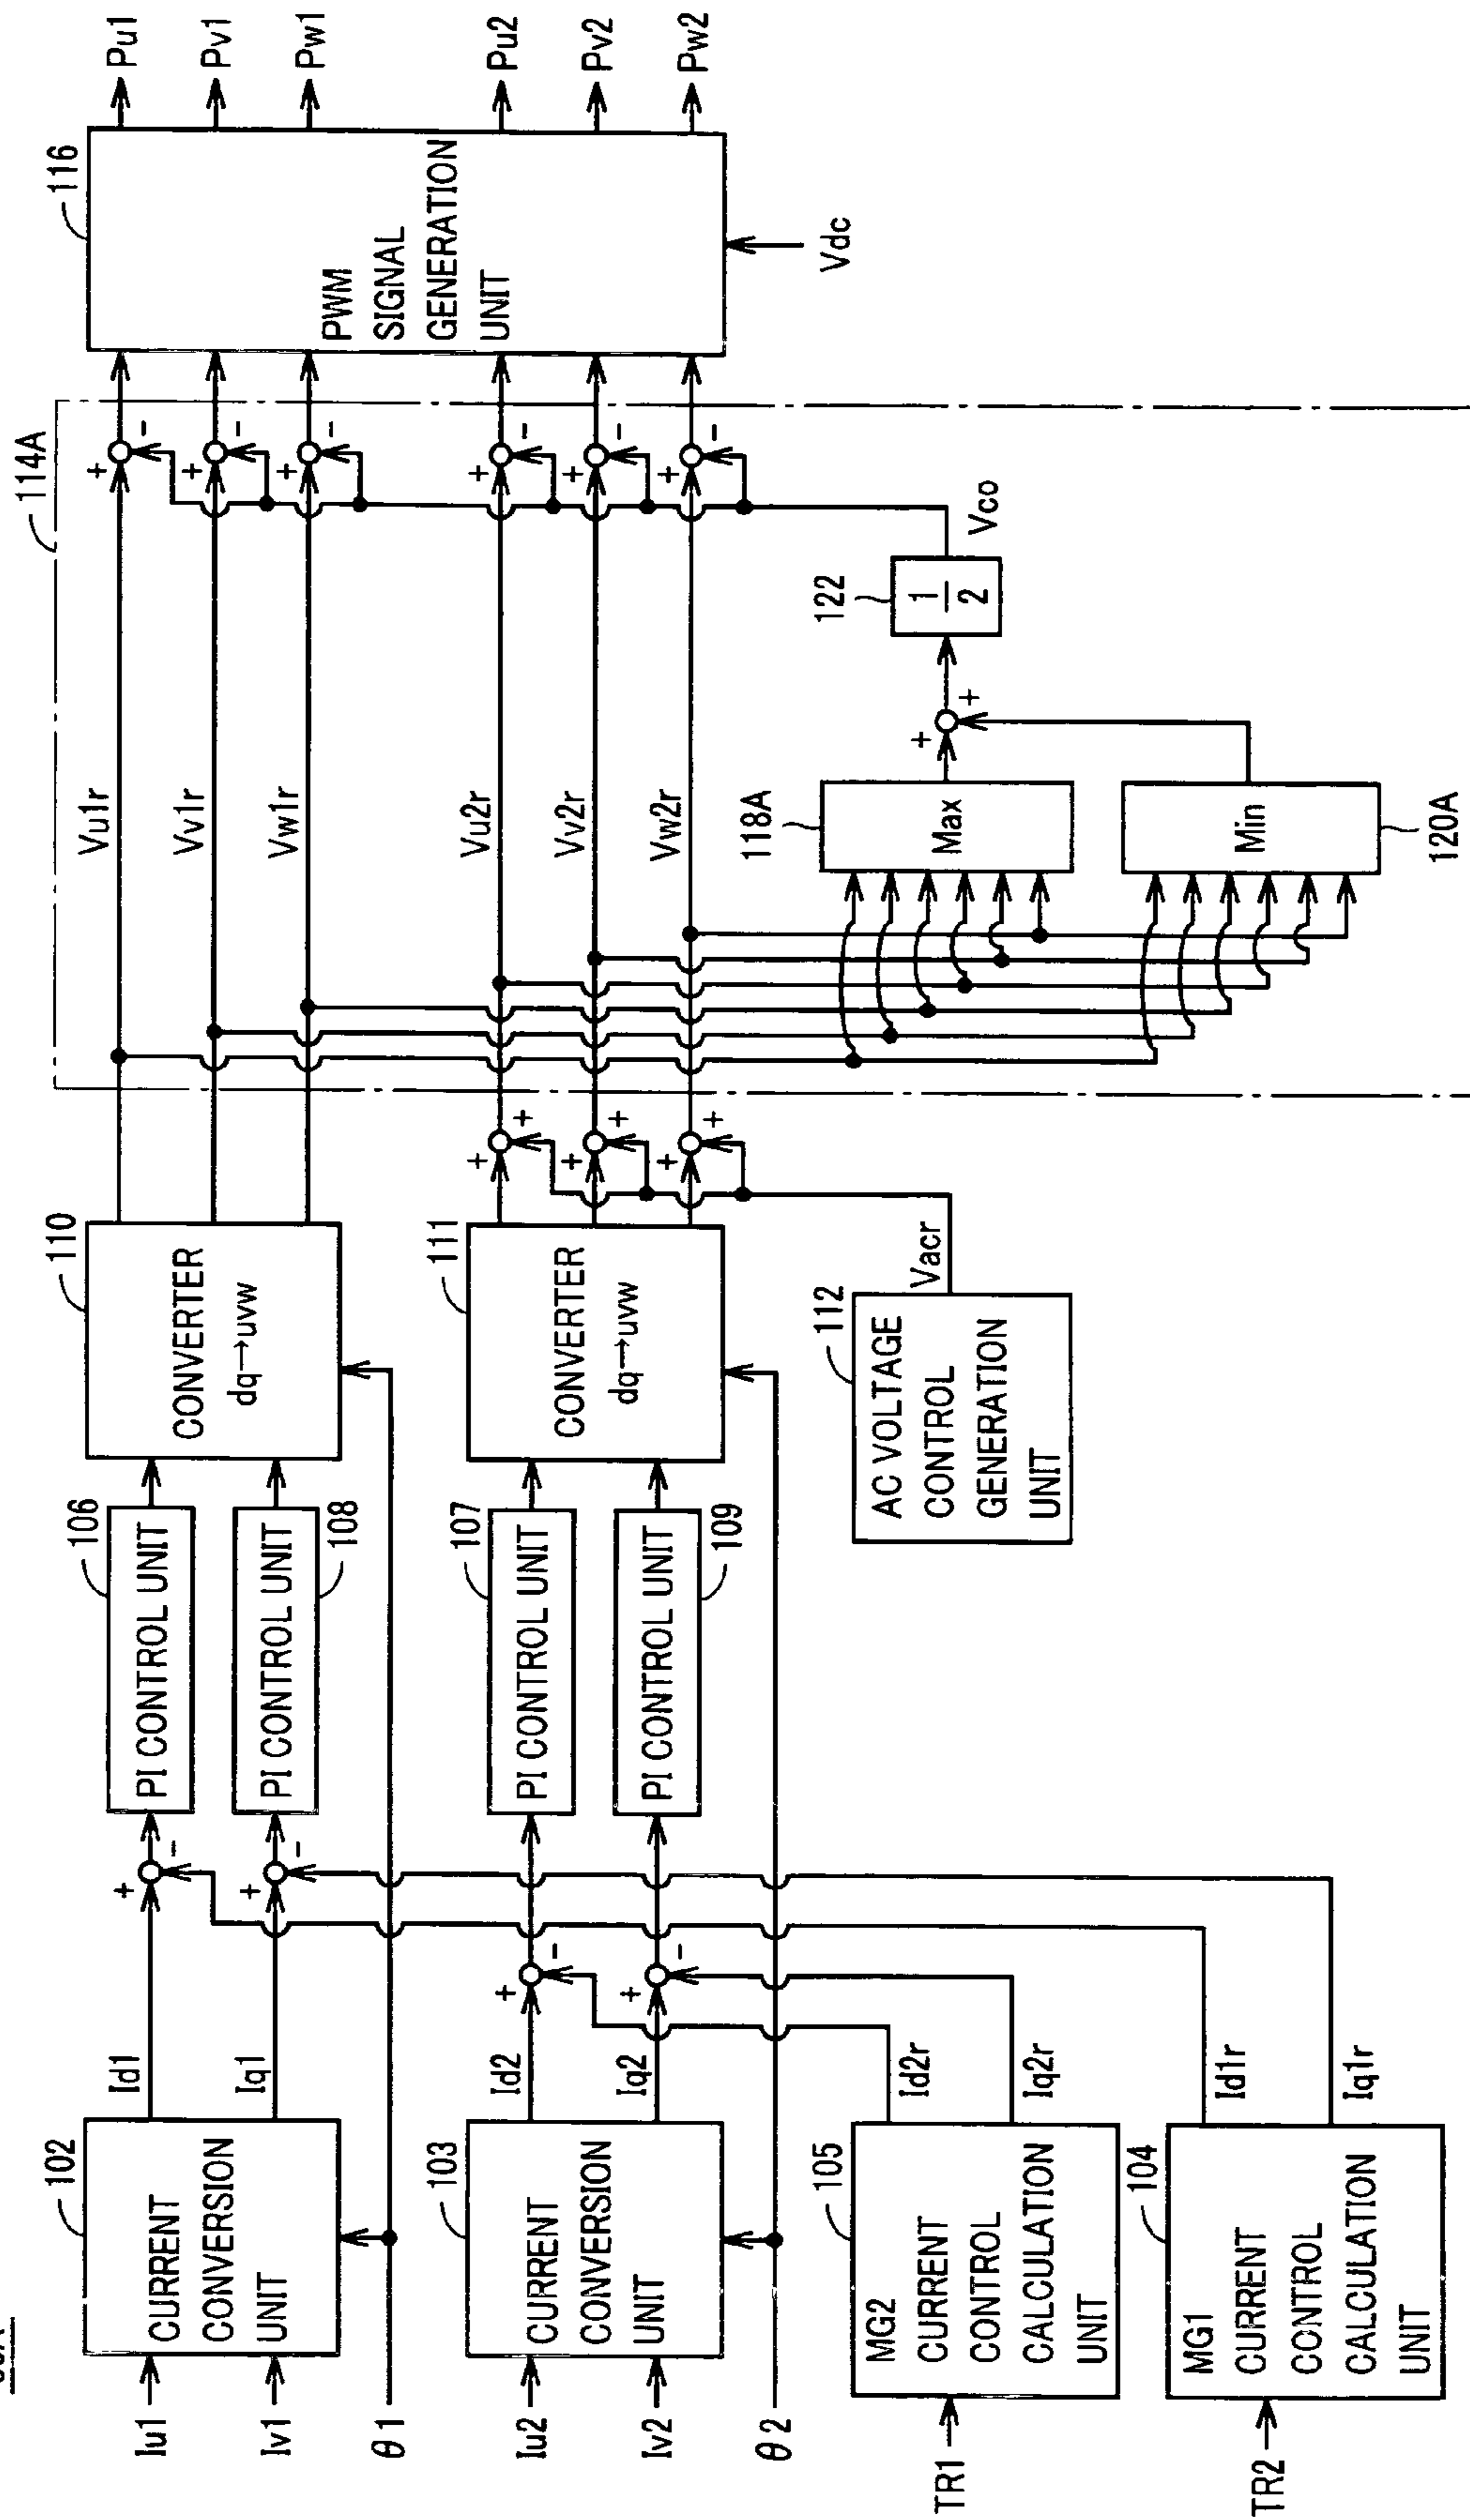 Iu1
Iv1
θ1
Iu2
Iv2
θ2
TR1
TR2
102
CURRENT
CONVERSION
UNIT
103
CURRENT
CONVERSION
UNIT
105
MG2
CURRENT
CONTROL
CALCULATION
UNIT
104
MG1
CURRENT
CONTROL
CALCULATION
UNIT
Id1
Iq1
Id2
Iq2
Id2r
Iq2r
Id1r
Iq1r
+
-
+
-
+
-
+
-
106
PI CONTROL UNIT
PI CONTROL UNIT
108
107
PI CONTROL UNIT
PI CONTROL UNIT
109
110
CONVERTER
dq→uvw
111
CONVERTER
dq→uvw
112
AC VOLTAGE
CONTROL
GENERATION
UNIT
Vacr
+
+
+
+
+
+
114A
Vu1r
Vv1r
Vw1r
Vu2r
Vv2r
Vw2r
118A
Max
Min
120A
+
+
122
1
2
Vco
+
-
+
-
+
-
+
-
+
-
+
-
116
PWM
SIGNAL
GENERATION
UNIT
Vdc
Pu1
Pv1
Pw1
Pu2
Pv2
Pw2